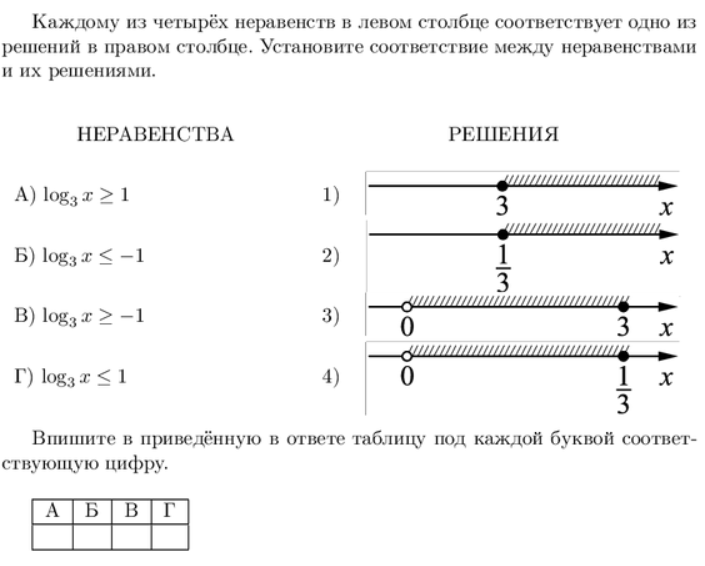 Каждому из четырёх неравенств в левом столбце соответствует одно из
решений в правом столбце. Установите соответствие между неравенствами
и их решениями.
НЕРАВЕНСТВА РЕШЕНИЯ
А) log₃ x ≥ 1 1) 3 x
Б) log₃ x ≤ −1 2) 1/3 x
В) log₃ x ≥ −1 3) 0 3 x
Г) log₃ x ≤ 1 4) 0 1/3 x
Впишите в приведённую в ответе таблицу под каждой буквой соответ-
ствующую цифру.
А Б В Г